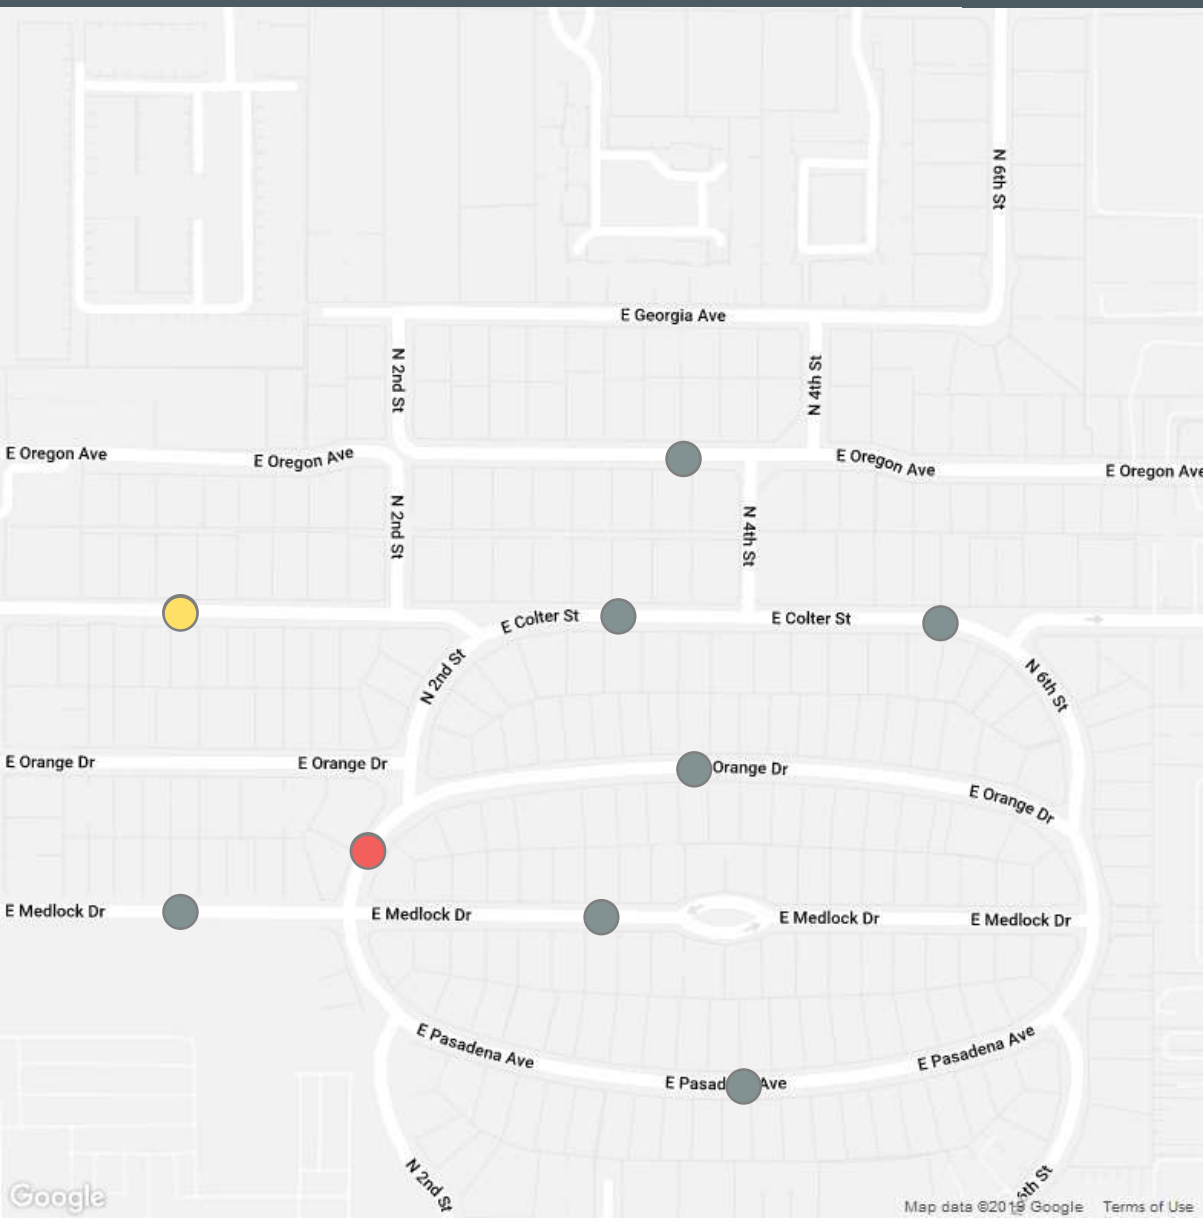 N 6th St
E Georgia Ave
N 2nd St
N 4th St
E Oregon Ave
E Oregon Ave
E Oregon Ave
E Oregon Ave
N 2nd St
N 4th St
E Colter St
E Colter St
N 2nd St
N 6th St
E Orange Dr
E Orange Dr
Orange Dr
E Orange Dr
E Medlock Dr
E Medlock Dr
E Medlock Dr
E Medlock Dr
E Pasadena Ave
E Pasad Ave
E Pasadena Ave
N 2nd St
6th St
Google
Map data ©2019 Google Terms of Use